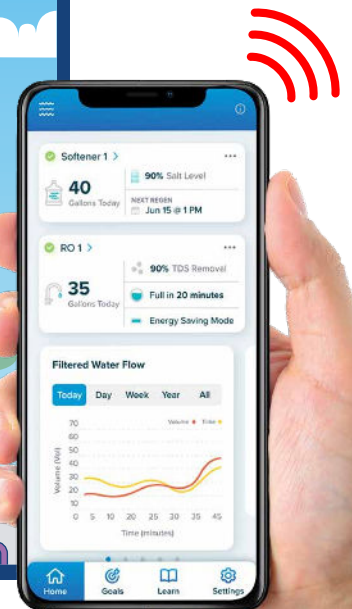 Softener 1 >
40
Gallons Today
90% Salt Level
NEXT REGEN
Jun 15 @ 1 PM
RO 1 >
35
Gallons Today
90% TDS Removal
Full in 20 minutes
Energy Saving Mode
Filtered Water Flow
Today Day Week Year All
Volume Time
Volume (Vol)
70
60
50
40
30
20
10
0 5 10 20 25 30 35 45
Time (minutes)
Home Goals Learn Settings